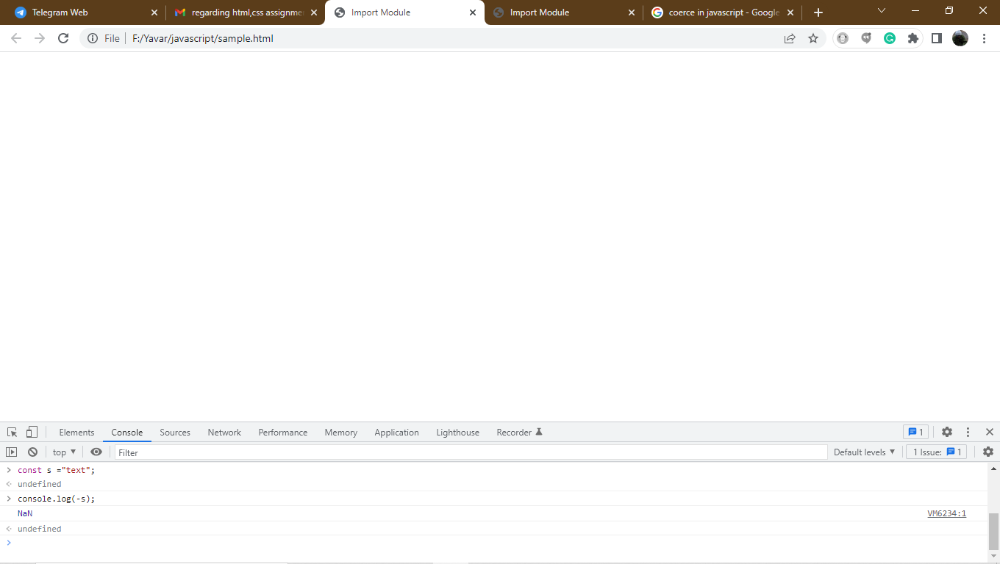 Telegram Web
regarding html,css assignme
Import Module
Import Module
coerce in javascript - Google
File
F:/Yavar/javascript/sample.html
Elements
Console
Sources
Network
Performance
Memory
Application
Lighthouse
Recorder
1
top
Filter
Default levels
1 Issue:
1
const s ="text";
undefined
console.log(-s);
NaN
VM6234:1
undefined